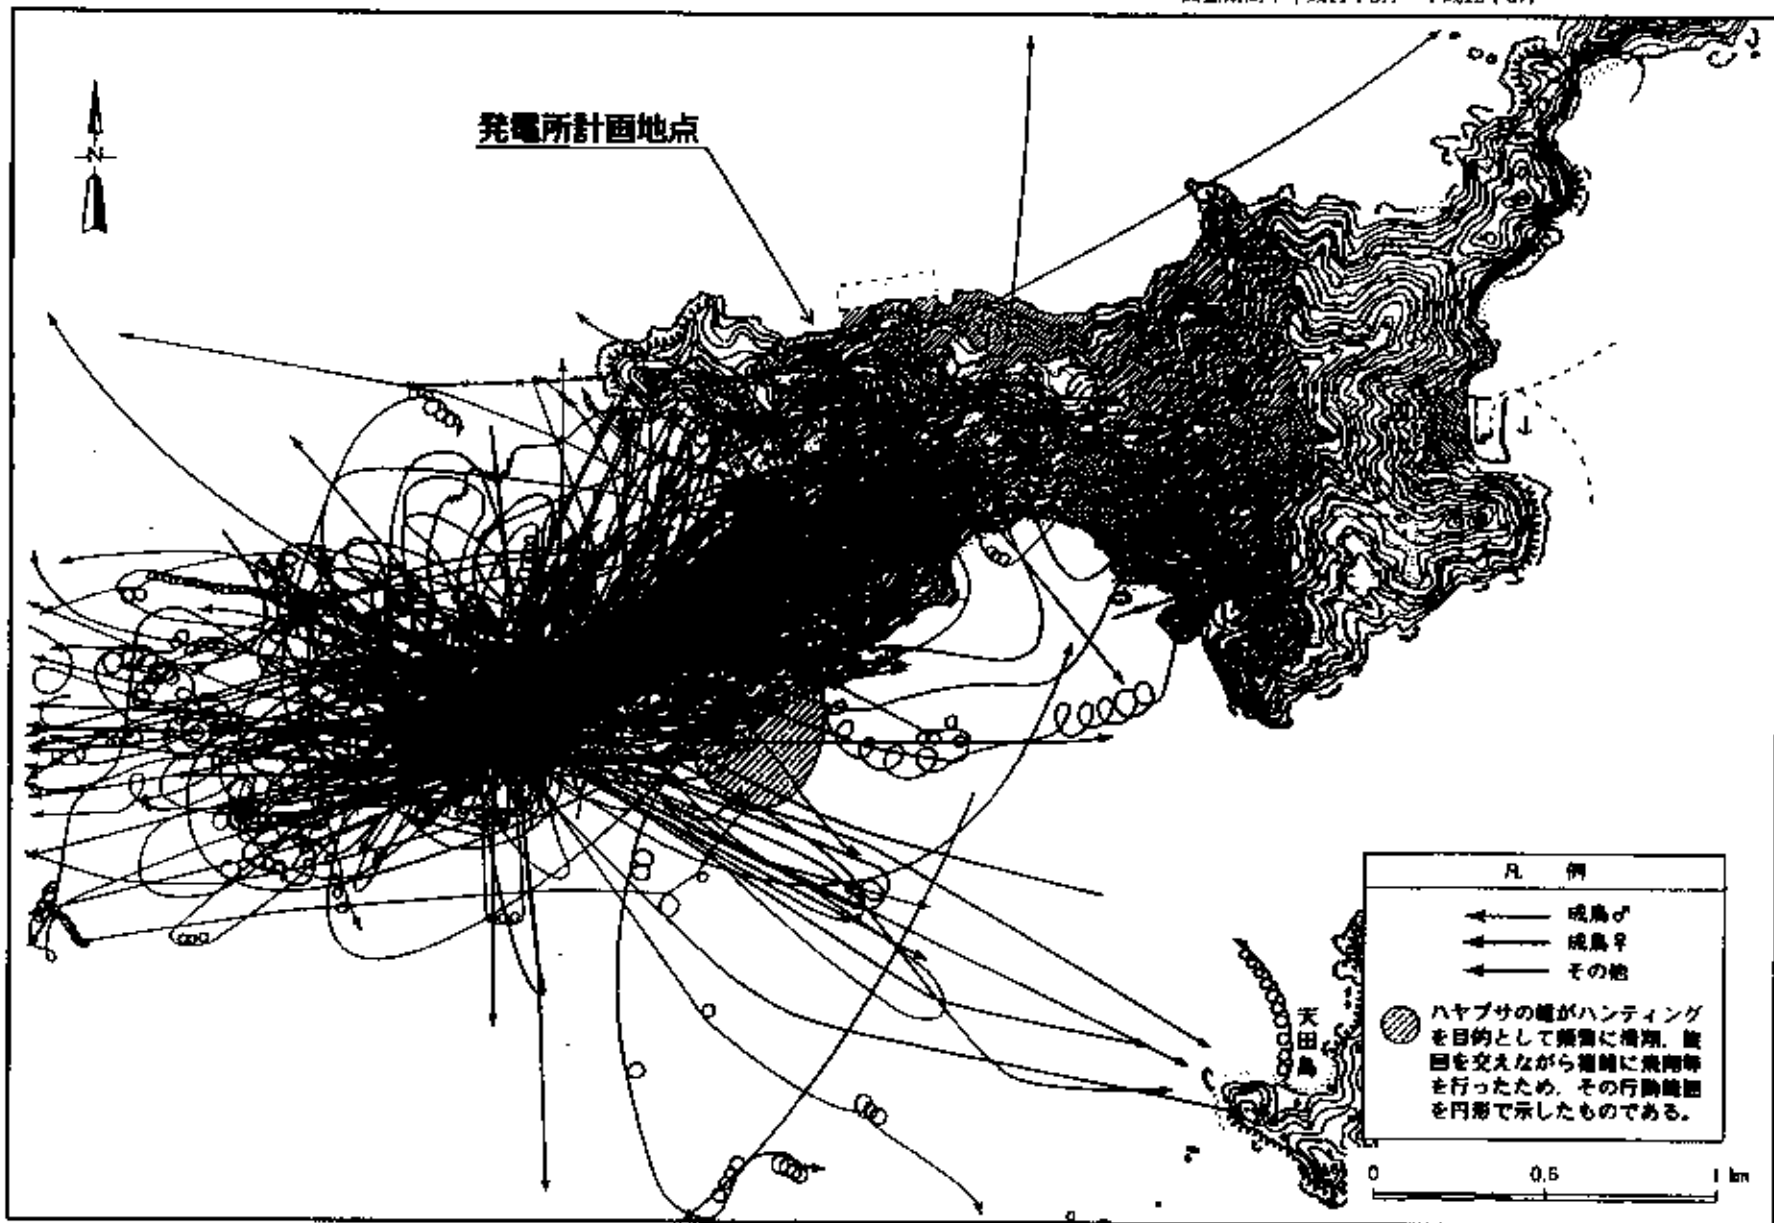 発電所計画地点
N
凡 例
成鳥♂
成鳥♀
その他
ハヤブサの雄がハンティング
を目的として頻繁に滑翔、旋
回を交えながら複雑に飛翔等
を行ったため、その行動範囲
を円形で示したものである。
天田島
0 0.5 1 km